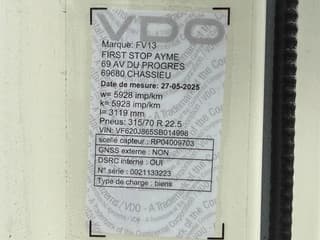 VDO
Marque: FV13
FIRST STOP AYME
69 AV DU PROGRES
69680 CHASSIEU
Date de mesure: 27-05-2025
w= 5928 imp/km
k= 5928 imp/km
l= 3119 mm
Pneus: 315/70 R 22.5
VIN: VF620J865SB014998
scellé capteur : RP04009703
GNSS externe : NON
DSRC interne : OUI
N° série : 0021133223
Type de charge : biens